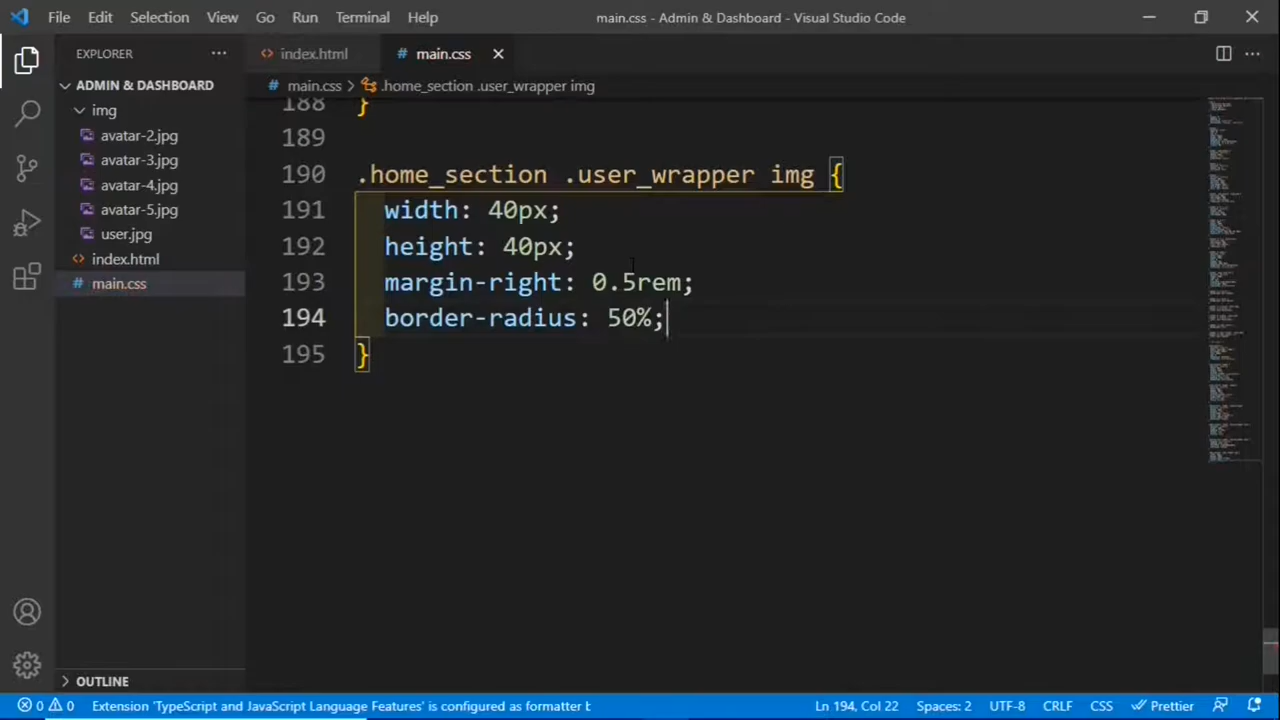 File Edit Selection View Go Run Terminal Help main.css - Admin & Dashboard - Visual Studio Code
EXPLORER
ADMIN & DASHBOARD
img
avatar-2.jpg
avatar-3.jpg
avatar-4.jpg
avatar-5.jpg
user.jpg
index.html
main.css
OUTLINE
index.html # main.css
# main.css > .home_section .user_wrapper img
188 }
189
190 .home_section .user_wrapper img {
191 width: 40px;
192 height: 40px;
193 margin-right: 0.5rem;
194 border-radius: 50%;
195 }
0 0 Extension 'TypeScript and JavaScript Language Features' is configured as formatter b Ln 194, Col 22 Spaces: 2 UTF-8 CRLF CSS Prettier